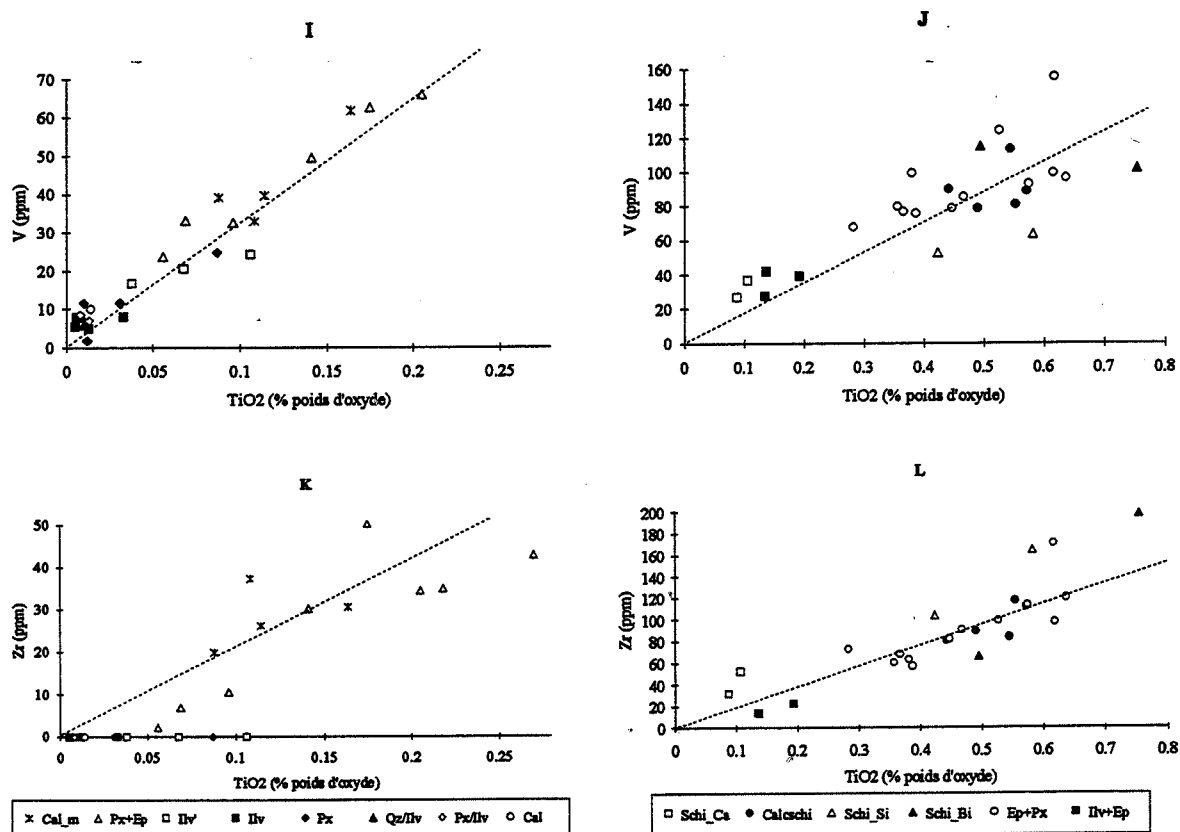 I
V (ppm)
70
60
50
40
30
20
10
0
0 0.05 0.1 0.15 0.2 0.25
TiO2 (% poids d'oxyde)
J
V (ppm)
160
140
120
100
80
60
40
20
0
0 0.1 0.2 0.3 0.4 0.5 0.6 0.7 0.8
TiO2 (% poids d'oxyde)
K
Zr (ppm)
50
40
30
20
10
0
0 0.05 0.1 0.15 0.2 0.25
TiO2 (% poids d'oxyde)
Cal_m Px+Ep Ilv' Ilv Px Qz/Ilv Px/Ilv Cal
L
Zr (ppm)
200
180
160
140
120
100
80
60
40
20
0
0 0.1 0.2 0.3 0.4 0.5 0.6 0.7 0.8
TiO2 (% poids d'oxyde)
Schi_Ca Calcschi Schi_Si Schi_Bi Ep+Px Ilv+Ep